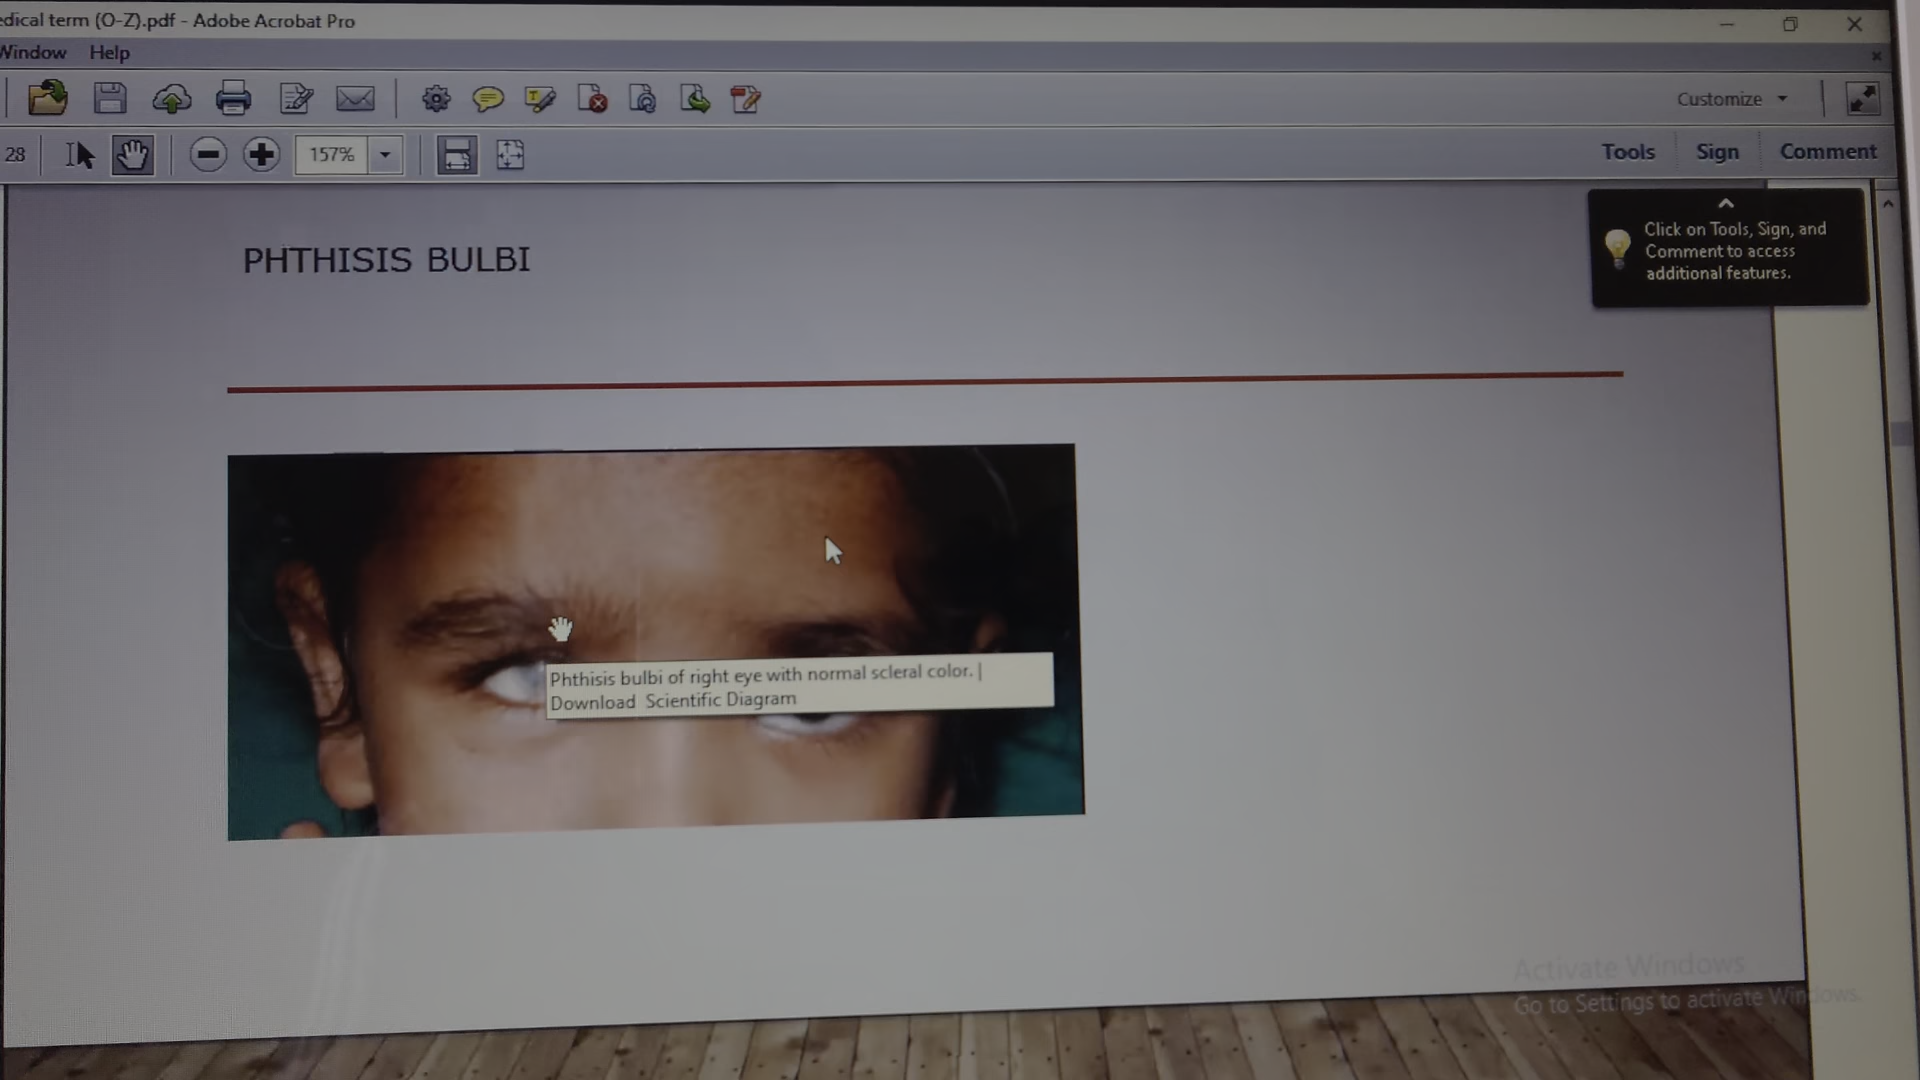 edical term (O-Z).pdf - Adobe Acrobat Pro
Window Help
Customize
28
157%
Tools Sign Comment
Click on Tools, Sign, and
Comment to access
additional features.
PHTHISIS BULBI
Phthisis bulbi of right eye with normal scleral color. |
Download Scientific Diagram
Activate Windows
Go to Settings to activate Windows.